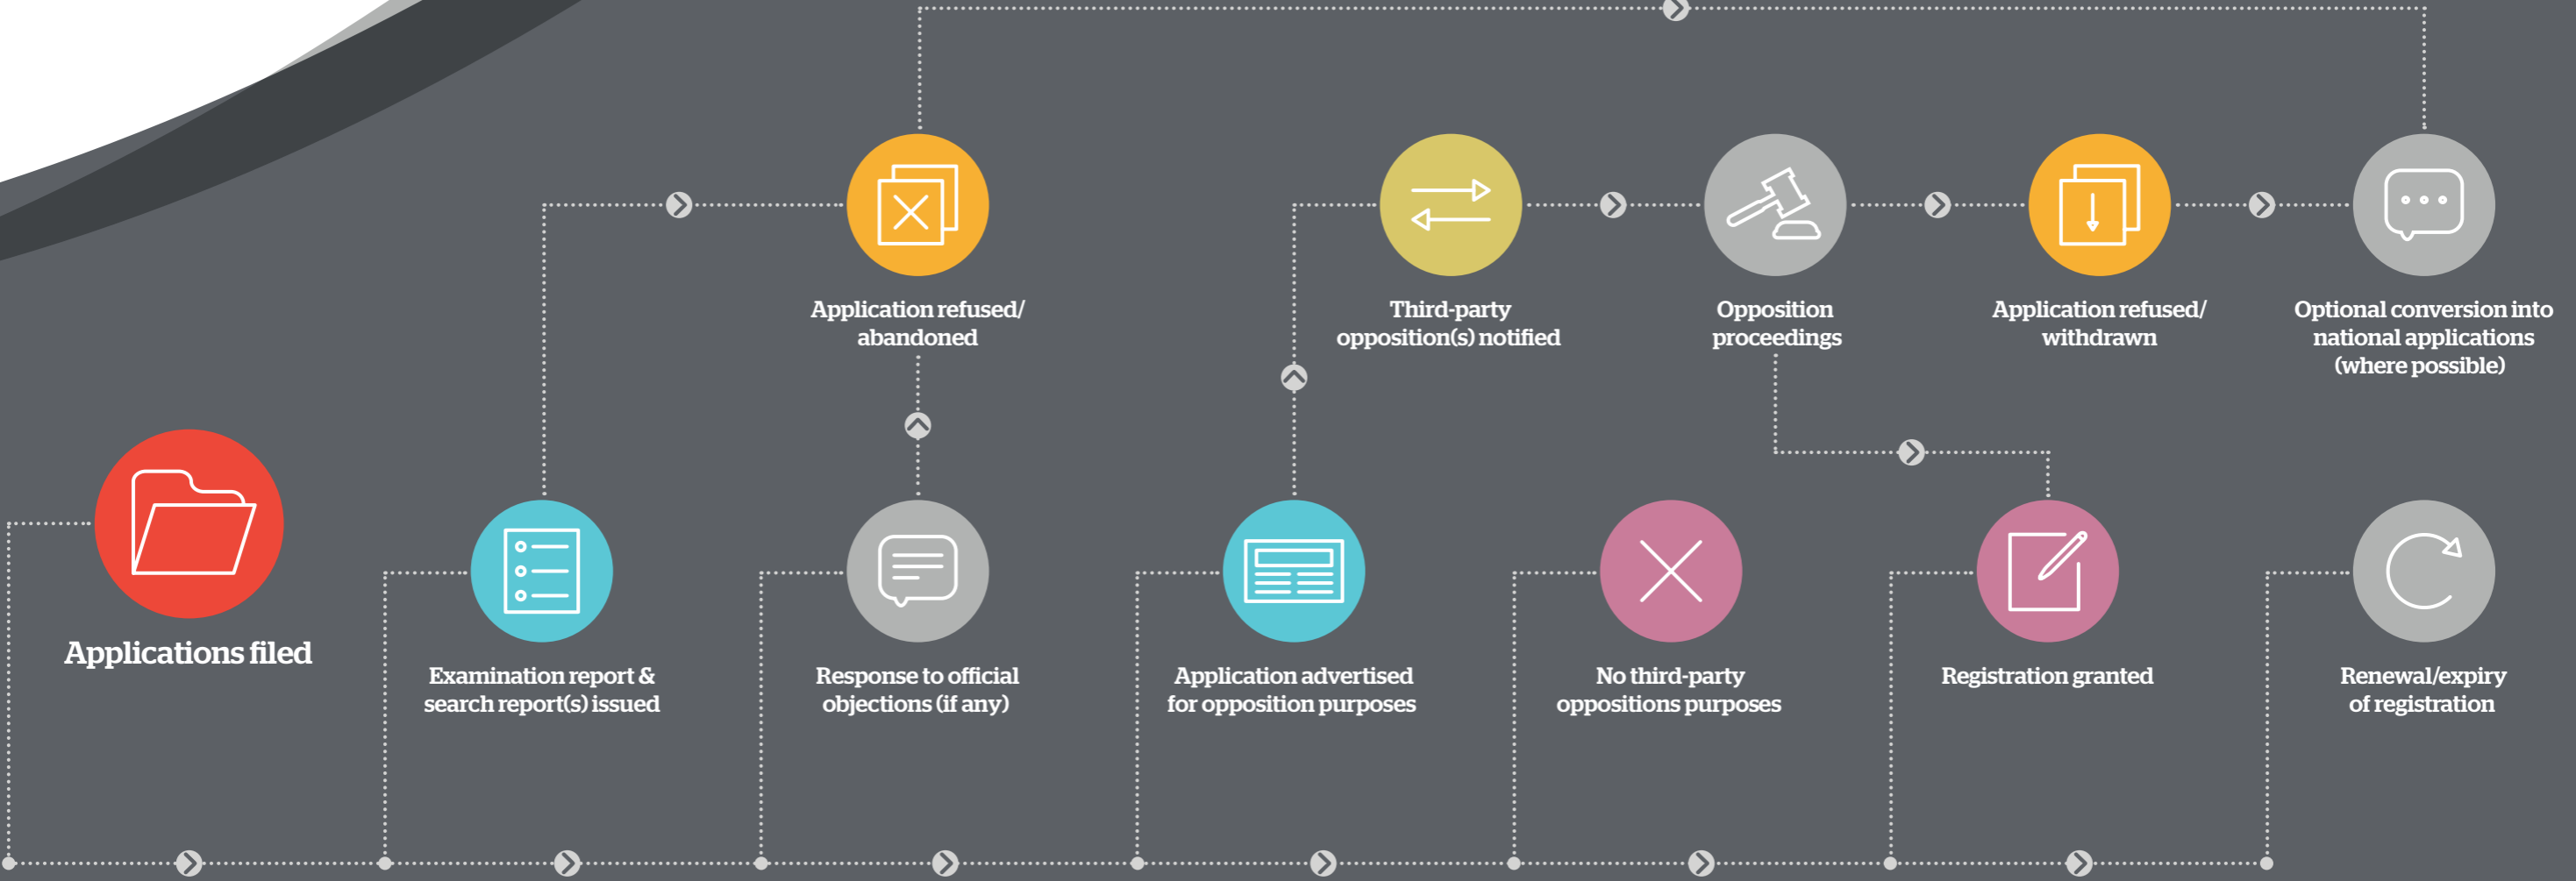 Application refused/
abandoned
Third-party
opposition(s) notified
Opposition
proceedings
Application refused/
withdrawn
Optional conversion into
national applications
(where possible)
Applications filed
Examination report &
search report(s) issued
Response to official
objections (if any)
Application advertised
for opposition purposes
No third-party
oppositions purposes
Registration granted
Renewal/expiry
of registration